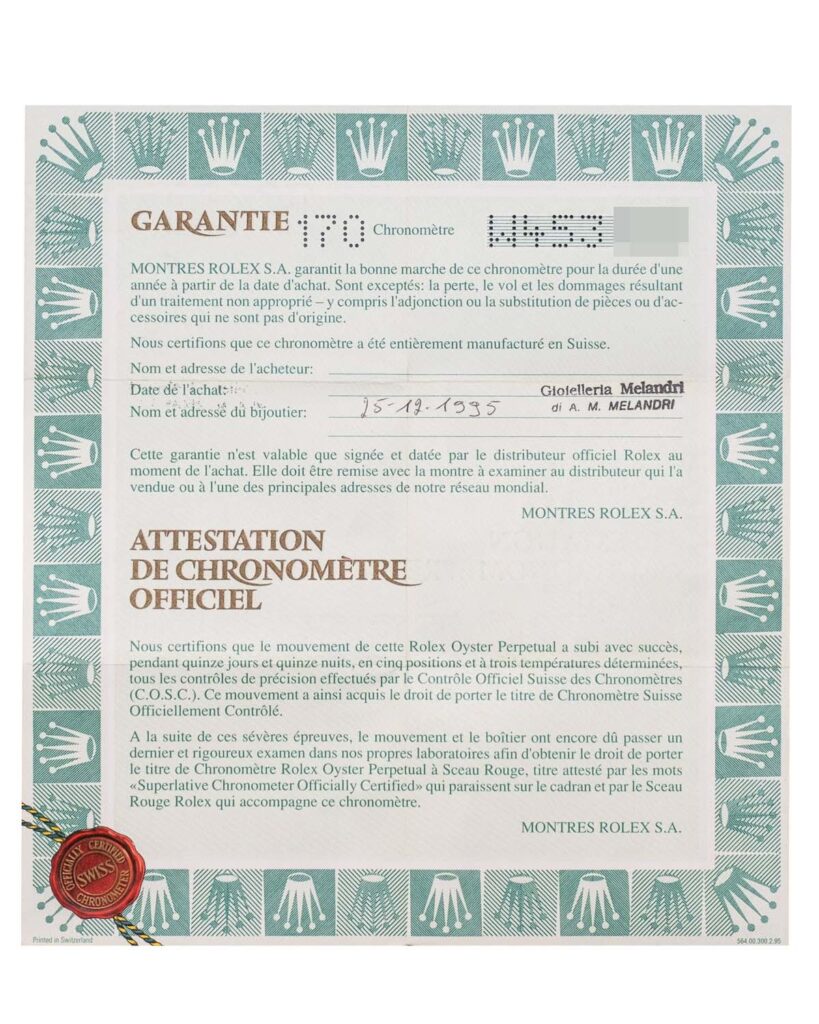 GARANTIE 170 Chronomètre W453
MONTRES ROLEX S.A. garantit la bonne marche de ce chronomètre pour la durée d'une
année à partir de la date d'achat. Sont exceptés: la perte, le vol et les dommages résultant
d'un traitement non approprié – y compris l'adjonction ou la substitution de pièces ou d'ac-
cessoires qui ne sont pas d'origine.
Nous certifions que ce chronomètre a été entièrement manufacturé en Suisse.
Nom et adresse de l'acheteur:
Date de l'achat: Gioielleria Melandri
Nom et adresse du bijoutier: 25-12-1995 di A. M. MELANDRI
Cette garantie n'est valable que signée et datée par le distributeur officiel Rolex au
moment de l'achat. Elle doit être remise avec la montre à examiner au distributeur qui l'a
vendue ou à l'une des principales adresses de notre réseau mondial.
MONTRES ROLEX S.A.
ATTESTATION
DE CHRONOMÈTRE
OFFICIEL
Nous certifions que le mouvement de cette Rolex Oyster Perpetual a subi avec succès,
pendant quinze jours et quinze nuits, en cinq positions et à trois températures déterminées,
tous les contrôles de précision effectués par le Contrôle Officiel Suisse des Chronomètres
(C.O.S.C.). Ce mouvement a ainsi acquis le droit de porter le titre de Chronomètre Suisse
Officiellement Contrôlé.
A la suite de ces sévères épreuves, le mouvement et le boîtier ont encore dû passer un
dernier et rigoureux examen dans nos propres laboratoires afin d'obtenir le droit de porter
le titre de Chronomètre Rolex Oyster Perpetual à Sceau Rouge, titre attesté par les mots
«Superlative Chronometer Officially Certified» qui paraissent sur le cadran et par le Sceau
Rouge Rolex qui accompagne ce chronomètre.
MONTRES ROLEX S.A.
OFFICIALLY CERTIFIED
SWISS
CHRONOMETER
Printed in Switzerland 564.00.300.2.95